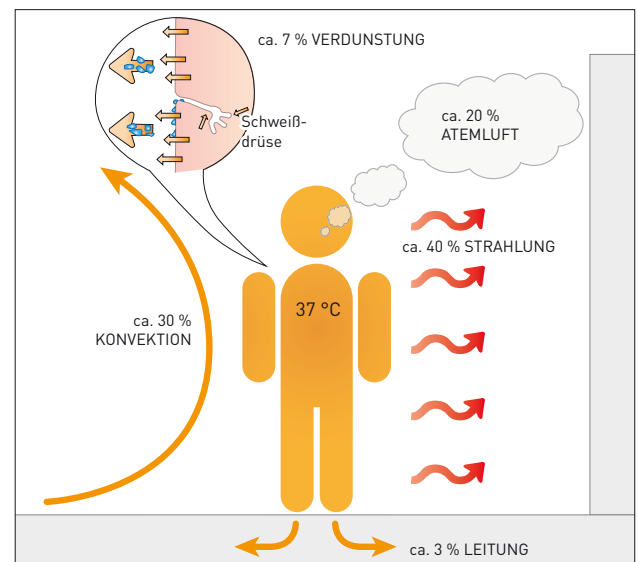 ca. 7 % VERDUNSTUNG
Schweiß-
drüse
ca. 20 %
ATEMLUFT
ca. 40 % STRAHLUNG
37 °C
ca. 30 %
KONVEKTION
ca. 3 % LEITUNG